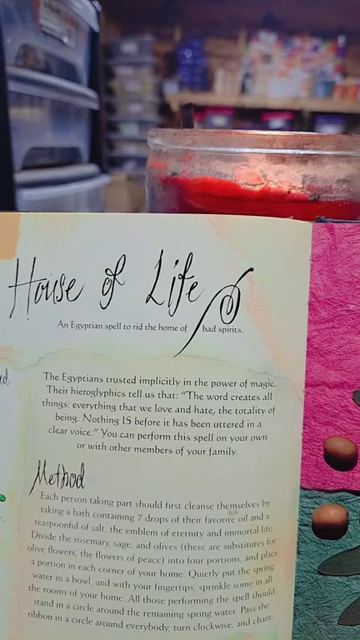 House of Life
An Egyptian spell to rid the home of bad spirits.
The Egyptians trusted implicitly in the power of magic.
Their hieroglyphics tell us that: "The word creates all
things: everything that we love and hate, the totality of
being. Nothing IS before it has been uttered in a
clear voice." You can perform this spell on your own
or with other members of your family.
Method
Each person taking part should first cleanse themselves by
taking a bath containing 7 drops of their favorite oil and a
teaspoonful of salt, the emblem of eternity and immortal life.
Divide the rosemary, sage, and olives (these are substitutes for
olive flowers, the flowers of peace) into four portions, and place
a portion in each corner of your home. Quietly put the spring
water in a bowl, and with your fingertips, sprinkle some in all
the rooms of your home. All those performing the spell should
stand in a circle around the remaining spring water. Pass the
ribbon in a circle around everybody, turn clockwise, and chant: